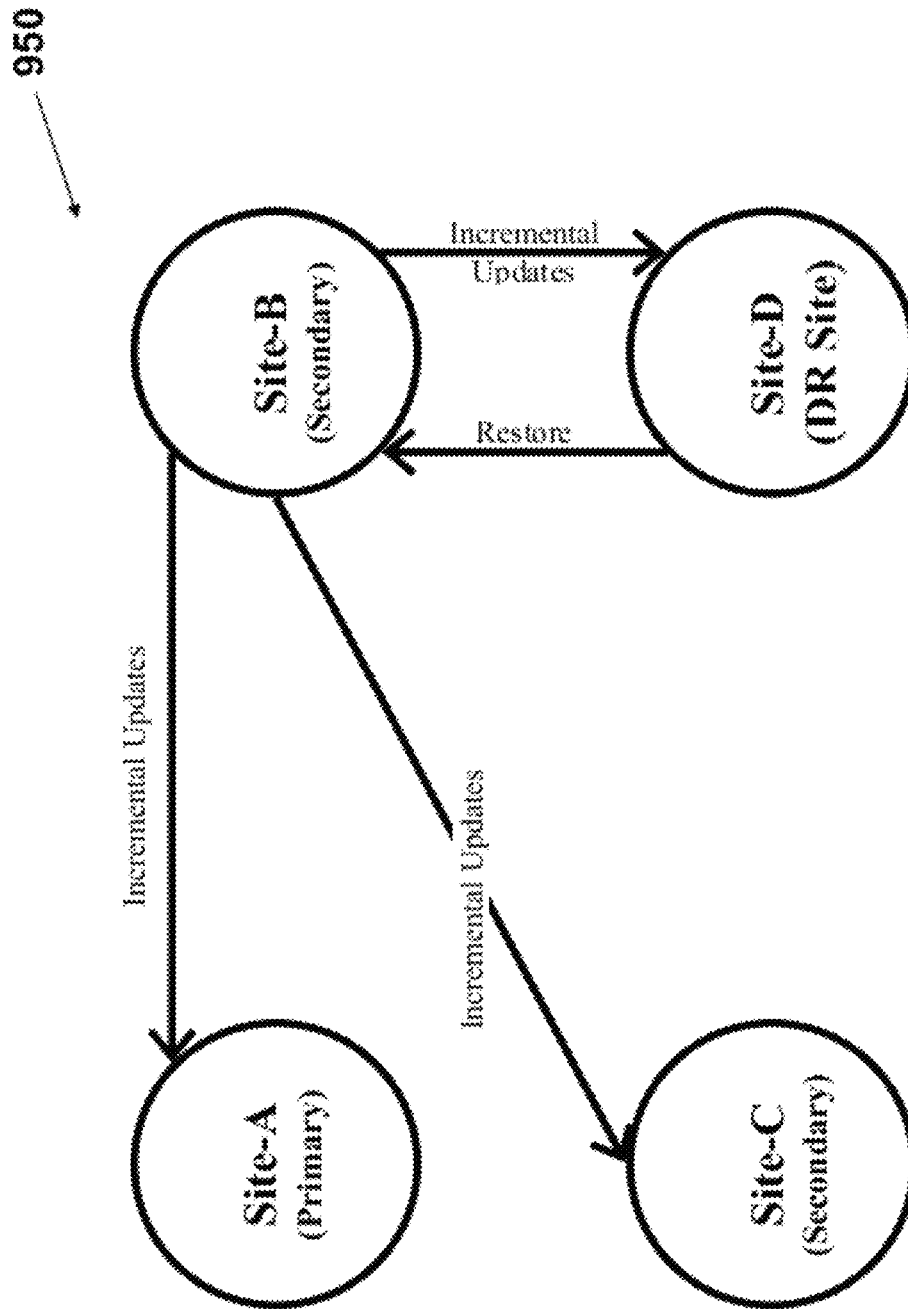 950
Site-A
(Primary)
Incremental Updates
Site-B
(Secondary)
Incremental Updates
Restore
Incremental
Updates
Site-C
(Secondary)
Site-D
(DR Site)